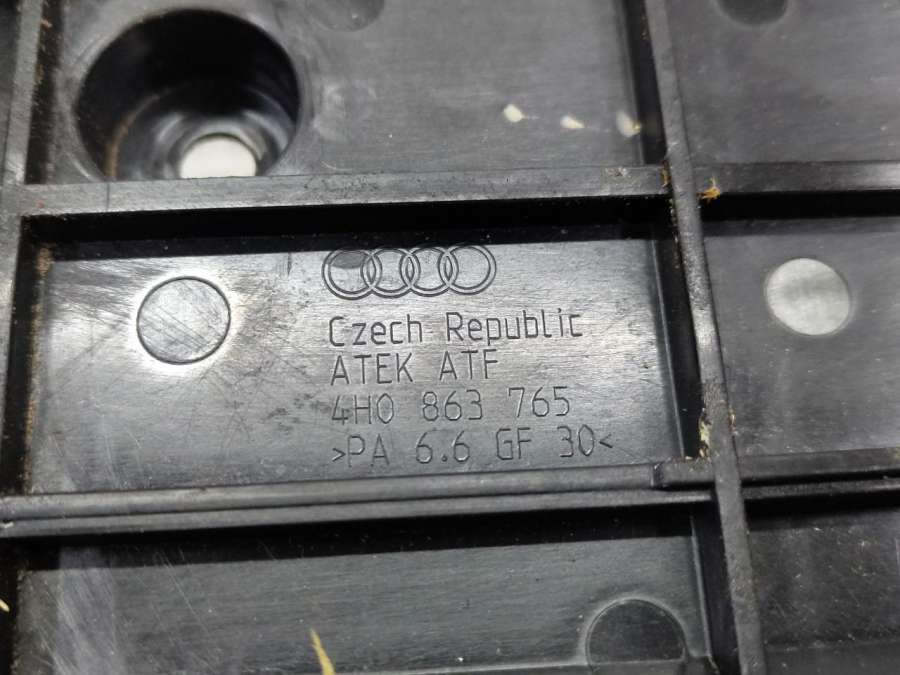 Czech Republic
ATEK ATF
4H0 863 765
>PA 6.6 GF 30<